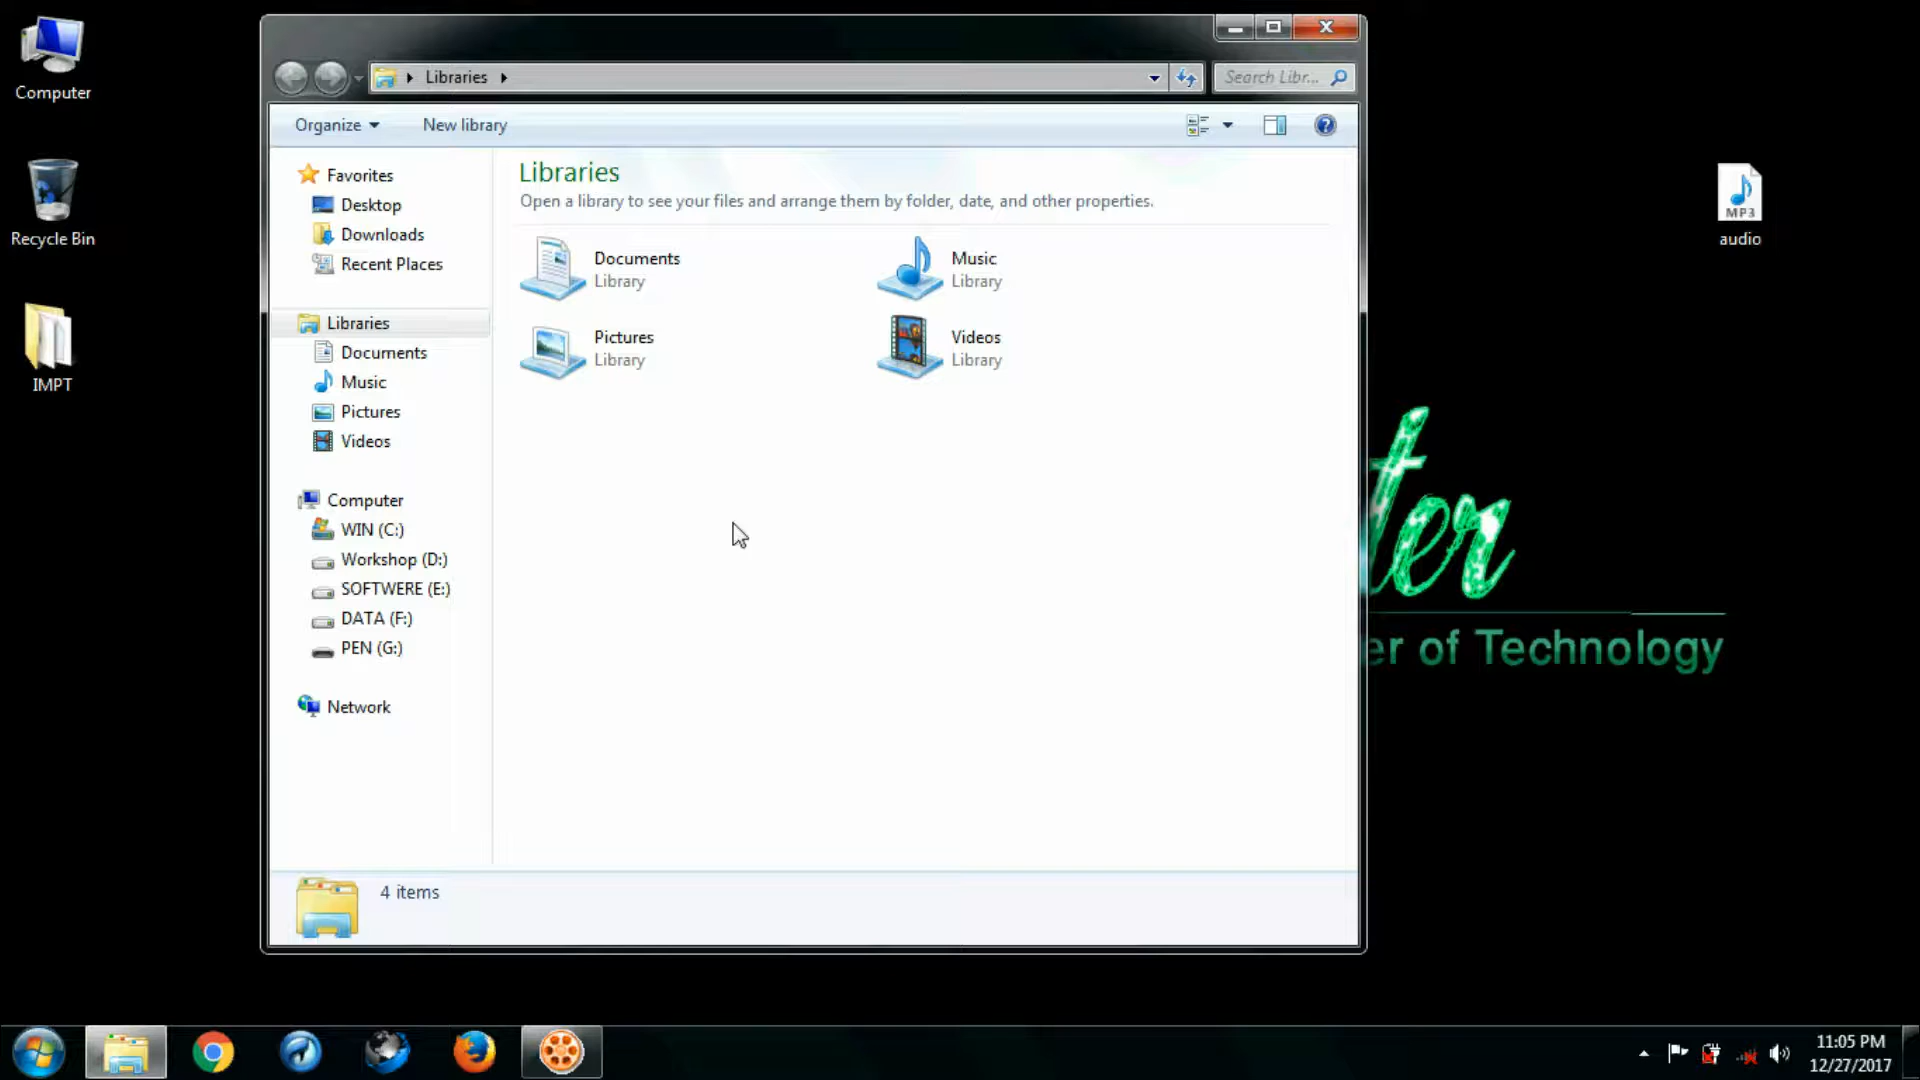 Computer
Recycle Bin
IMPT
Libraries
Search Libr...
Organize
New library
Favorites
Desktop
Downloads
Recent Places
Libraries
Documents
Music
Pictures
Videos
Computer
WIN (C:)
Workshop (D:)
SOFTWERE (E:)
DATA (F:)
PEN (G:)
Network
Libraries
Open a library to see your files and arrange them by folder, date, and other properties.
Documents
Library
Music
Library
Pictures
Library
Videos
Library
4 items
MP3
audio
ter
er of Technology
11:05 PM
12/27/2017